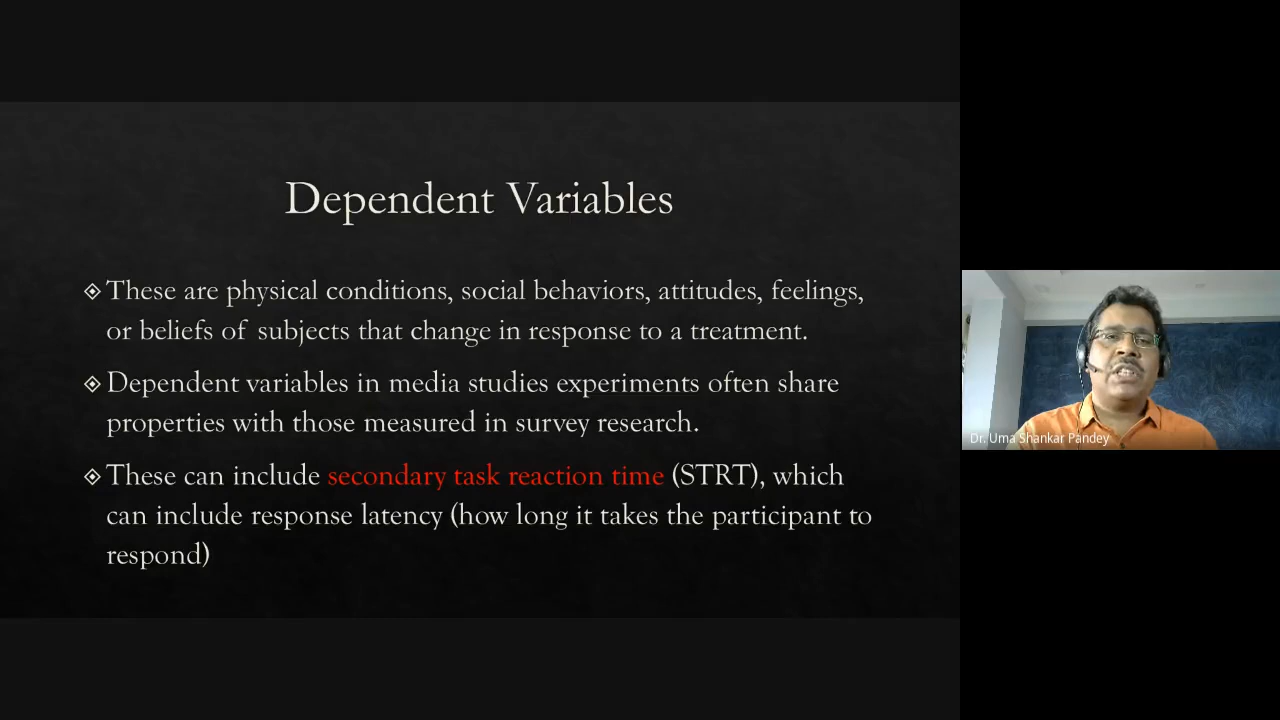 Dependent Variables
These are physical conditions, social behaviors, attitudes, feelings,
or beliefs of subjects that change in response to a treatment.
Dependent variables in media studies experiments often share
properties with those measured in survey research.
These can include secondary task reaction time (STRT), which
can include response latency (how long it takes the participant to
respond)
Dr. Uma Shankar Pandey